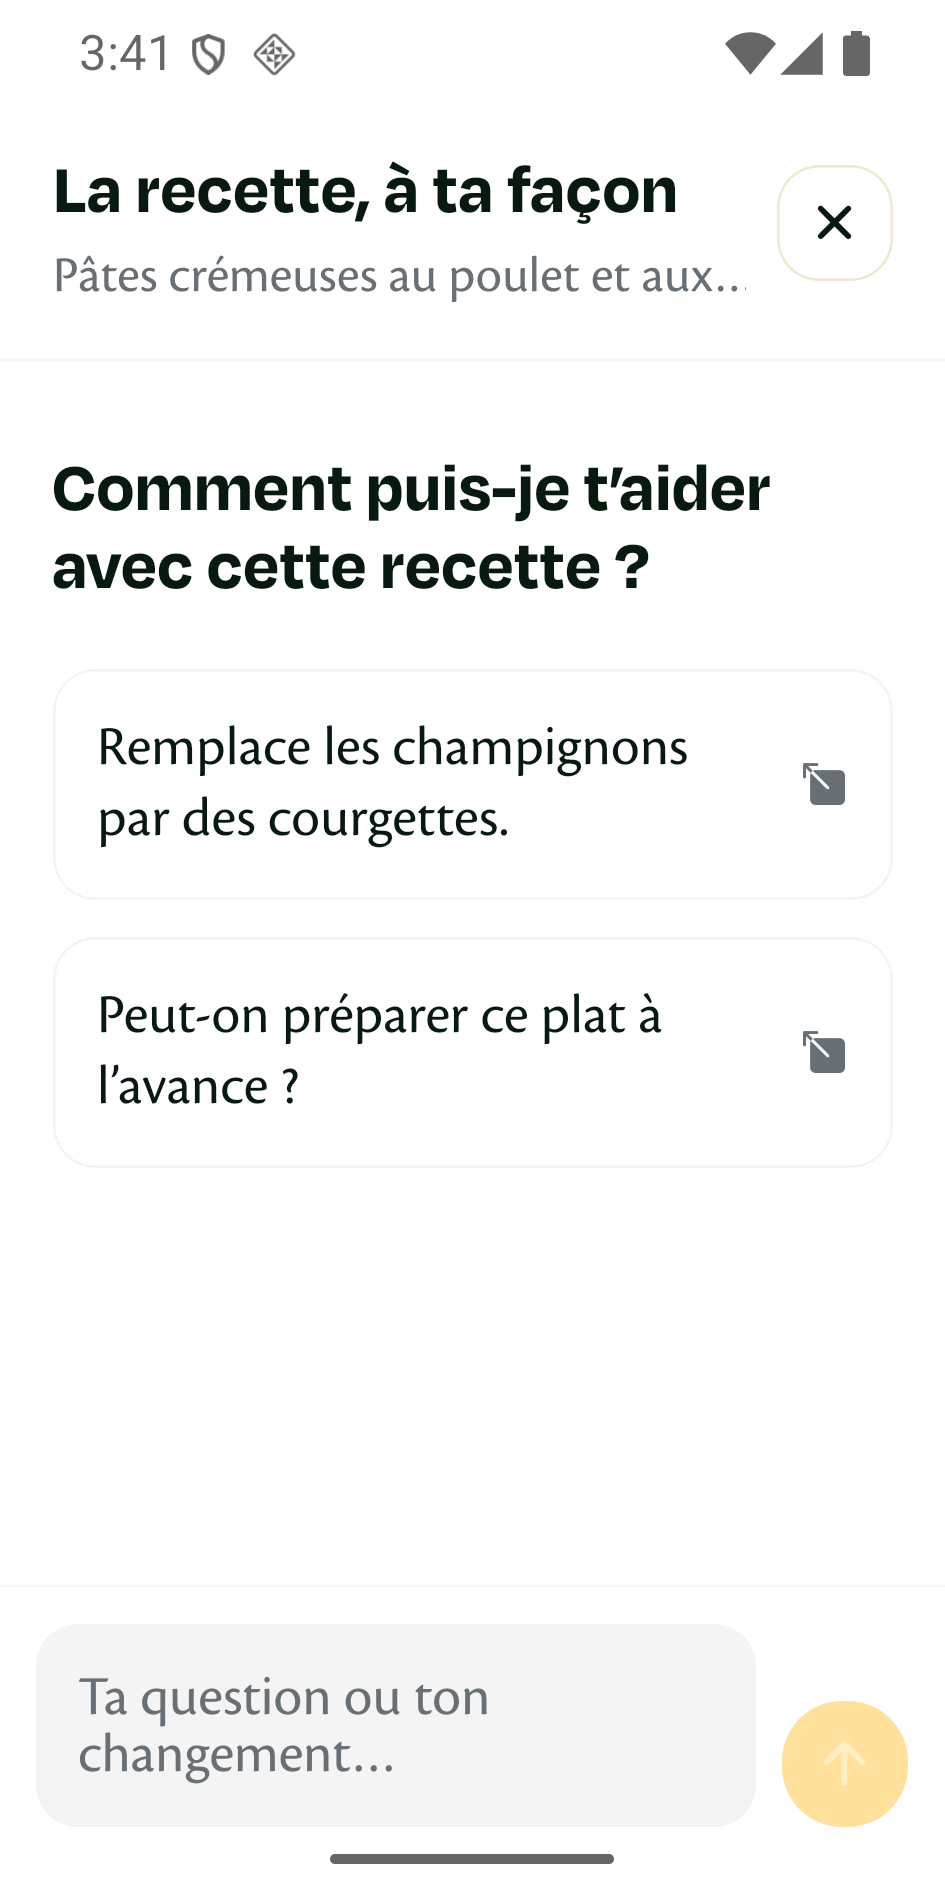 3:41
La recette, à ta façon
Pâtes crémeuses au poulet et aux...
Comment puis-je t’aider
avec cette recette ?
Remplace les champignons
par des courgettes.
Peut-on préparer ce plat à
l’avance ?
Ta question ou ton
changement...